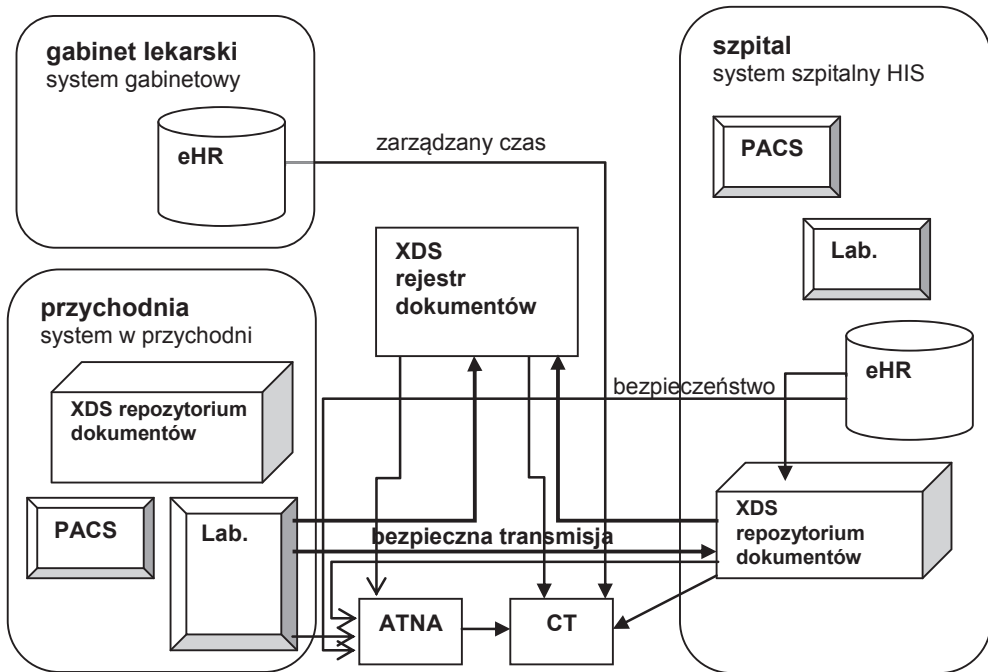 gabinet lekarski
system gabinetowy
eHR
zarządzany czas
szpital
system szpitalny HIS
PACS
Lab.
XDS
rejestr
dokumentów
przychodnia
system w przychodni
XDS repozytorium
dokumentów
PACS
Lab.
bezpieczeństwo
eHR
bezpieczna transmisja
XDS
repozytorium
dokumentów
ATNA
CT